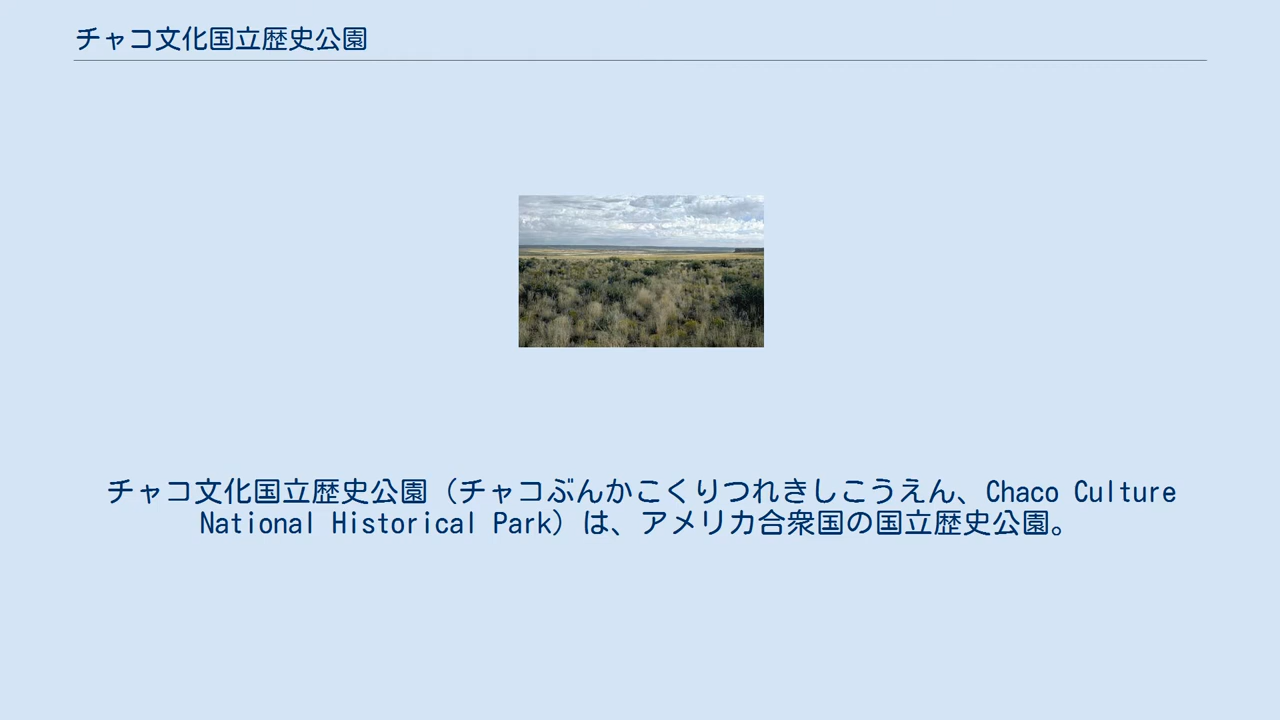 チャコ文化国立歴史公園
チャコ文化国立歴史公園（チャコぶんかこくりつれきしこうえん、Chaco Culture
National Historical Park）は、アメリカ合衆国の国立歴史公園。